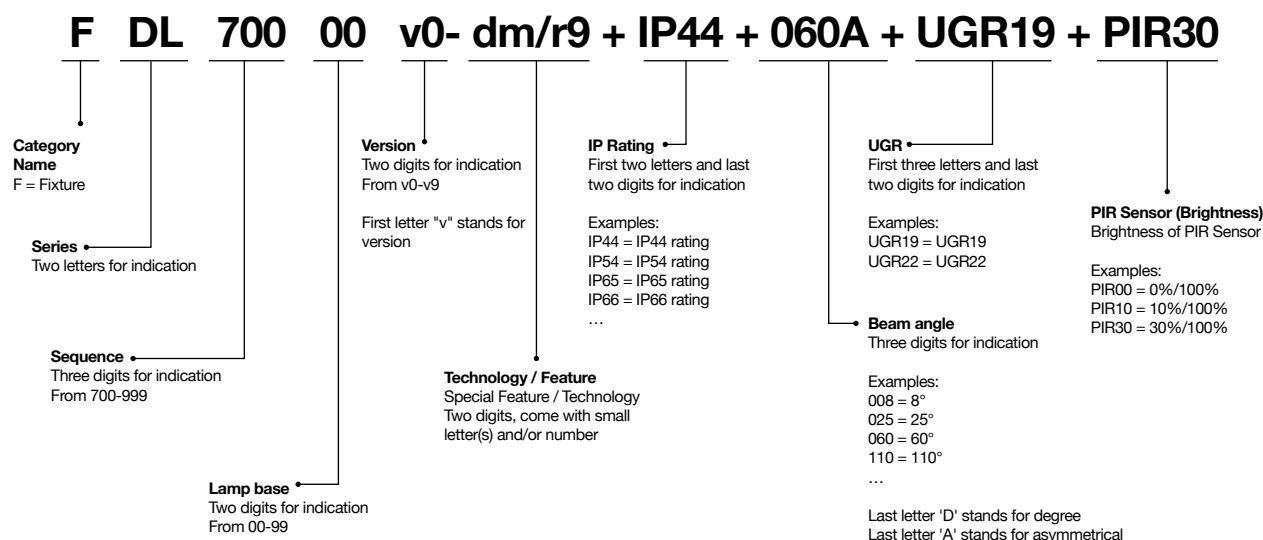 F DL 700 00 v0- dm/r9 + IP44 + 060A + UGR19 + PIR30
Category
Name
F = Fixture
Series
Two letters for indication
Sequence
Three digits for indication
From 700-999
Lamp base
Two digits for indication
From 00-99
Version
Two digits for indication
From v0-v9
First letter "v" stands for
version
Technology / Feature
Special Feature / Technology
Two digits, come with small
letter(s) and/or number
IP Rating
First two letters and last
two digits for indication
Examples:
IP44 = IP44 rating
IP54 = IP54 rating
IP65 = IP65 rating
IP66 = IP66 rating
…
UGR
First three letters and last
two digits for indication
Examples:
UGR19 = UGR19
UGR22 = UGR22
Beam angle
Three digits for indication
Examples:
008 = 8°
025 = 25°
060 = 60°
110 = 110°
…
Last letter 'D' stands for degree
Last letter 'A' stands for asymmetrical
PIR Sensor (Brightness)
Brightness of PIR Sensor
Examples:
PIR00 = 0%/100%
PIR10 = 10%/100%
PIR30 = 30%/100%